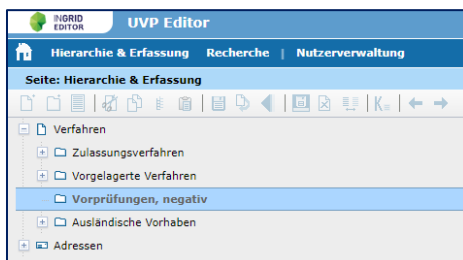 INGRID
EDITOR
UVP Editor
Hierarchie & Erfassung Recherche | Nutzerverwaltung
Seite: Hierarchie & Erfassung
Verfahren
Zulassungsverfahren
Vorgelagerte Verfahren
Vorprüfungen, negativ
Ausländische Vorhaben
Adressen